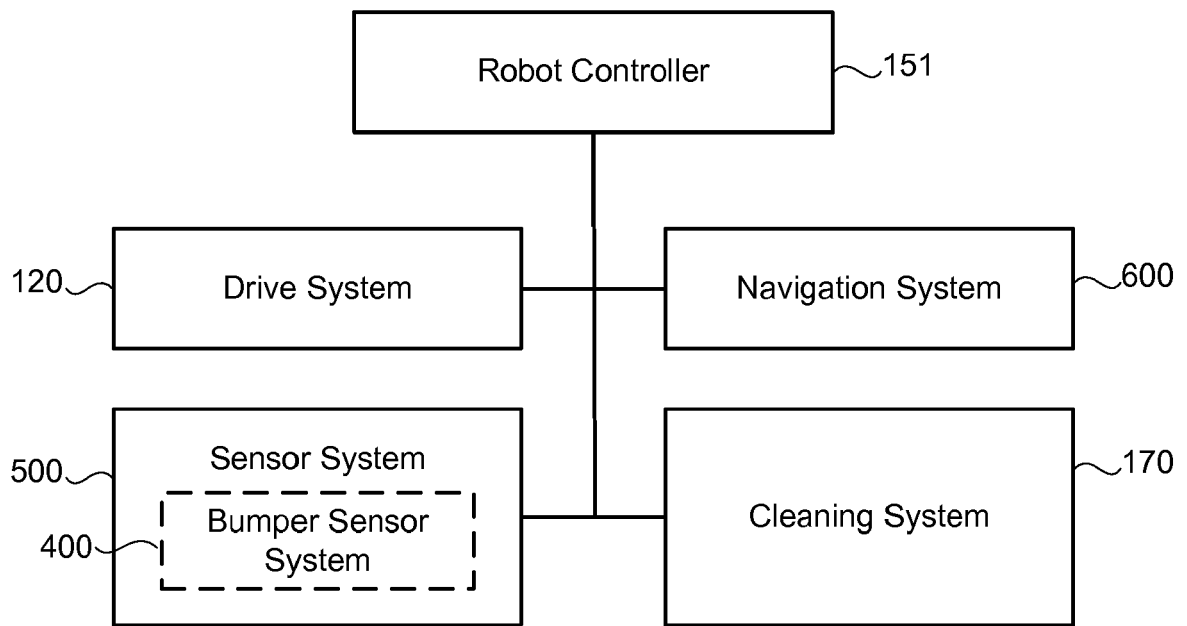 Robot Controller
151
120
Drive System
Navigation System
600
500
Sensor System
400
Bumper Sensor
System
Cleaning System
170